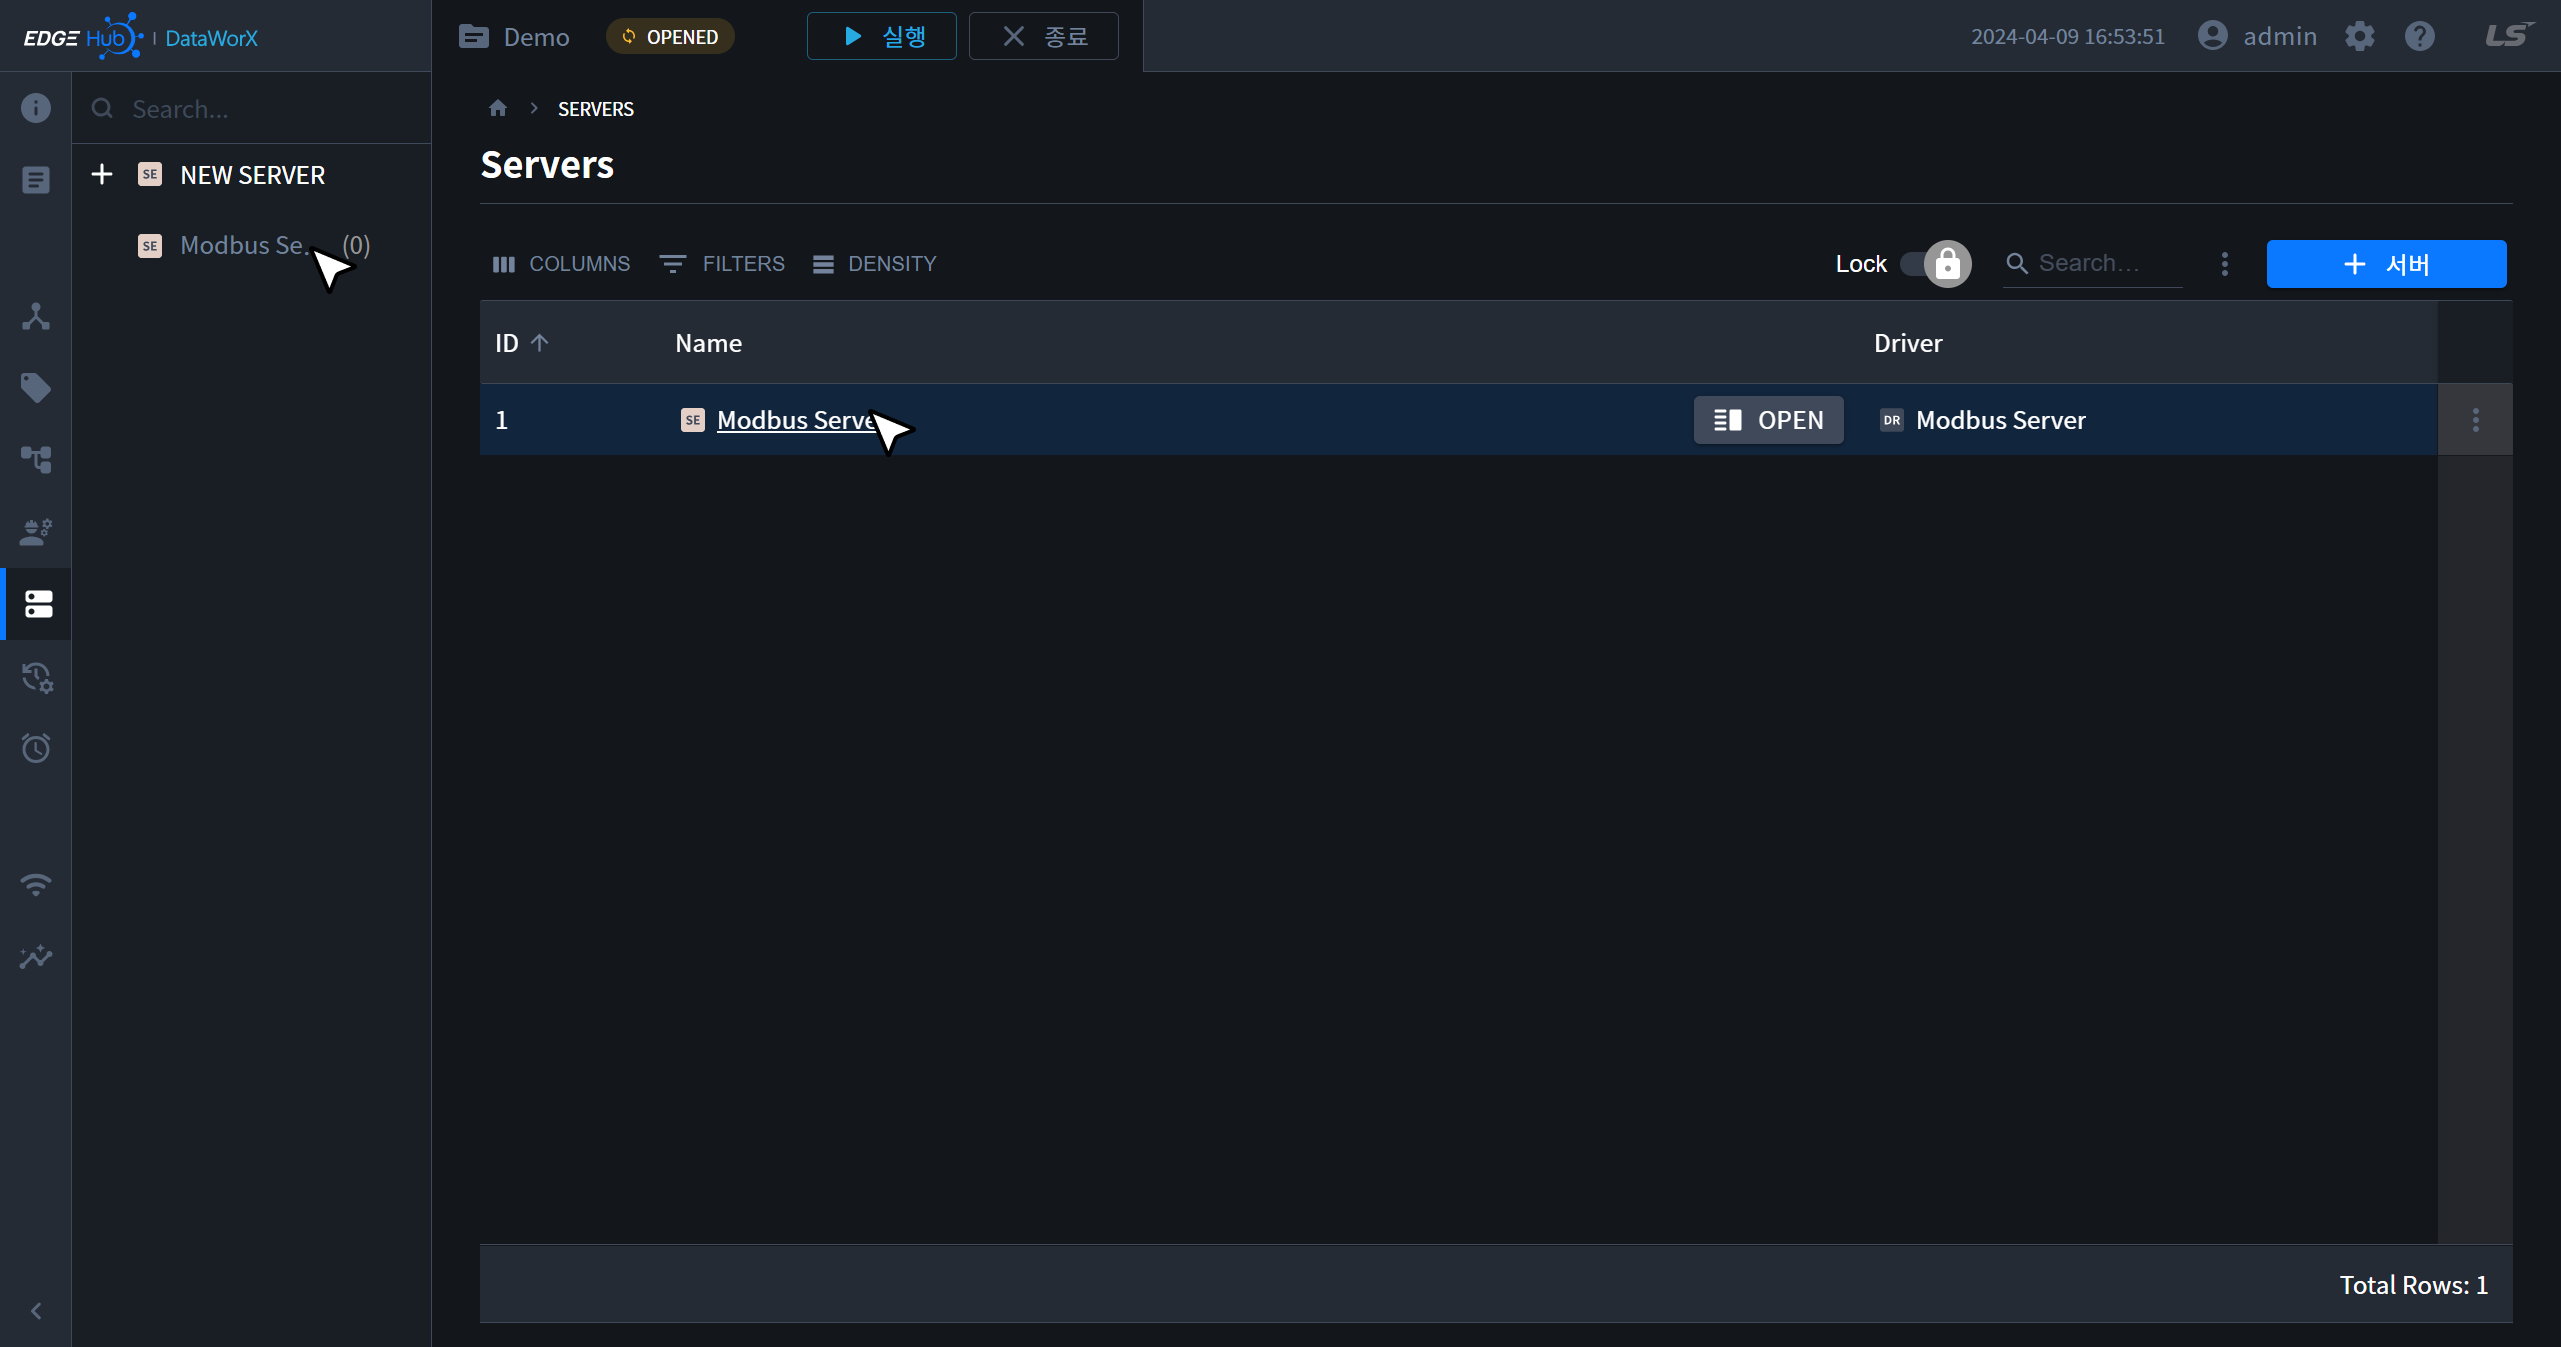 EDGE Hub | DataWorX
Demo
OPENED
실행
종료
2024-04-09 16:53:51
admin
LS
Search...
NEW SERVER
SE
Modbus Se... (0)
SE
SERVERS
Servers
COLUMNS
FILTERS
DENSITY
Lock
Search...
서버
ID
Name
Driver
1
SE
Modbus Serve
OPEN
DR
Modbus Server
Total Rows: 1